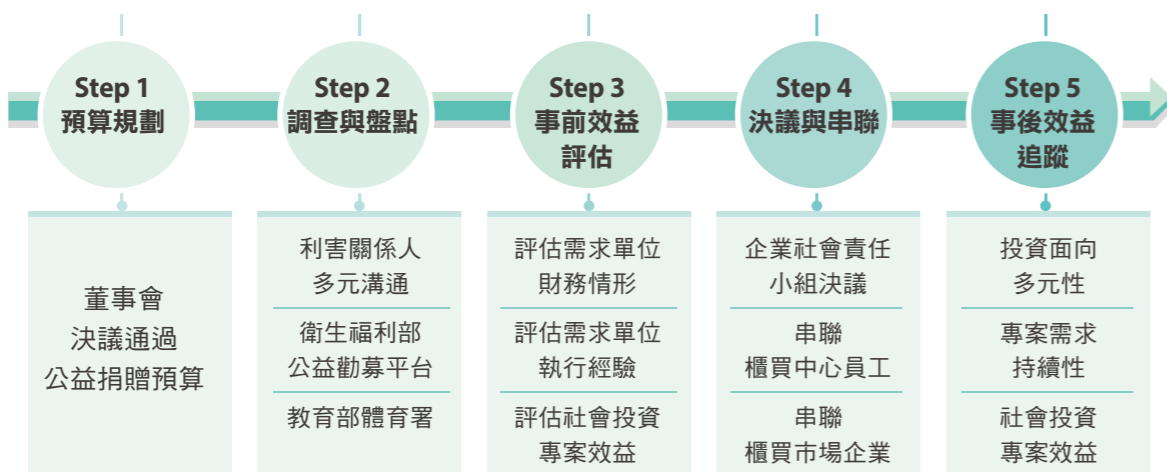 Step 1
預算規劃
Step 2
調查與盤點
Step 3
事前效益
評估
Step 4
決議與串聯
Step 5
事後效益
追蹤
董事會
決議通過
公益捐贈預算
利害關係人
多元溝通
衛生福利部
公益勸募平台
教育部體育署
評估需求單位
財務情形
評估需求單位
執行經驗
評估社會投資
專案效益
企業社會責任
小組決議
串聯
櫃買中心員工
串聯
櫃買市場企業
投資面向
多元性
專案需求
持續性
社會投資
專案效益